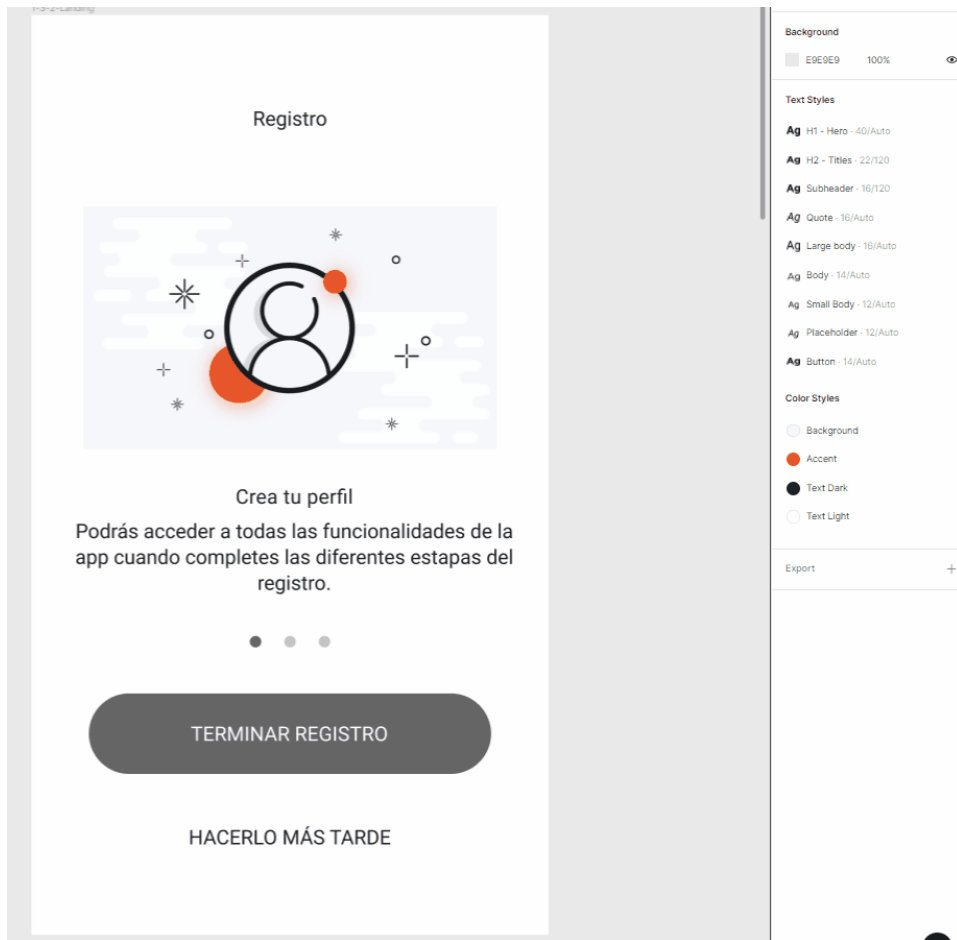 1-3-2-Landing
Registro
Crea tu perfil
Podrás acceder a todas las funcionalidades de la
app cuando completes las diferentes estapas del
registro.
TERMINAR REGISTRO
HACERLO MÁS TARDE
Background
E9E9E9 100%
Text Styles
Ag H1 - Hero - 40/Auto
Ag H2 - Titles - 22/120
Ag Subheader - 16/120
Ag Quote - 16/Auto
Ag Large body - 16/Auto
Ag Body - 14/Auto
Ag Small Body - 12/Auto
Ag Placeholder - 12/Auto
Ag Button - 14/Auto
Color Styles
Background
Accent
Text Dark
Text Light
Export